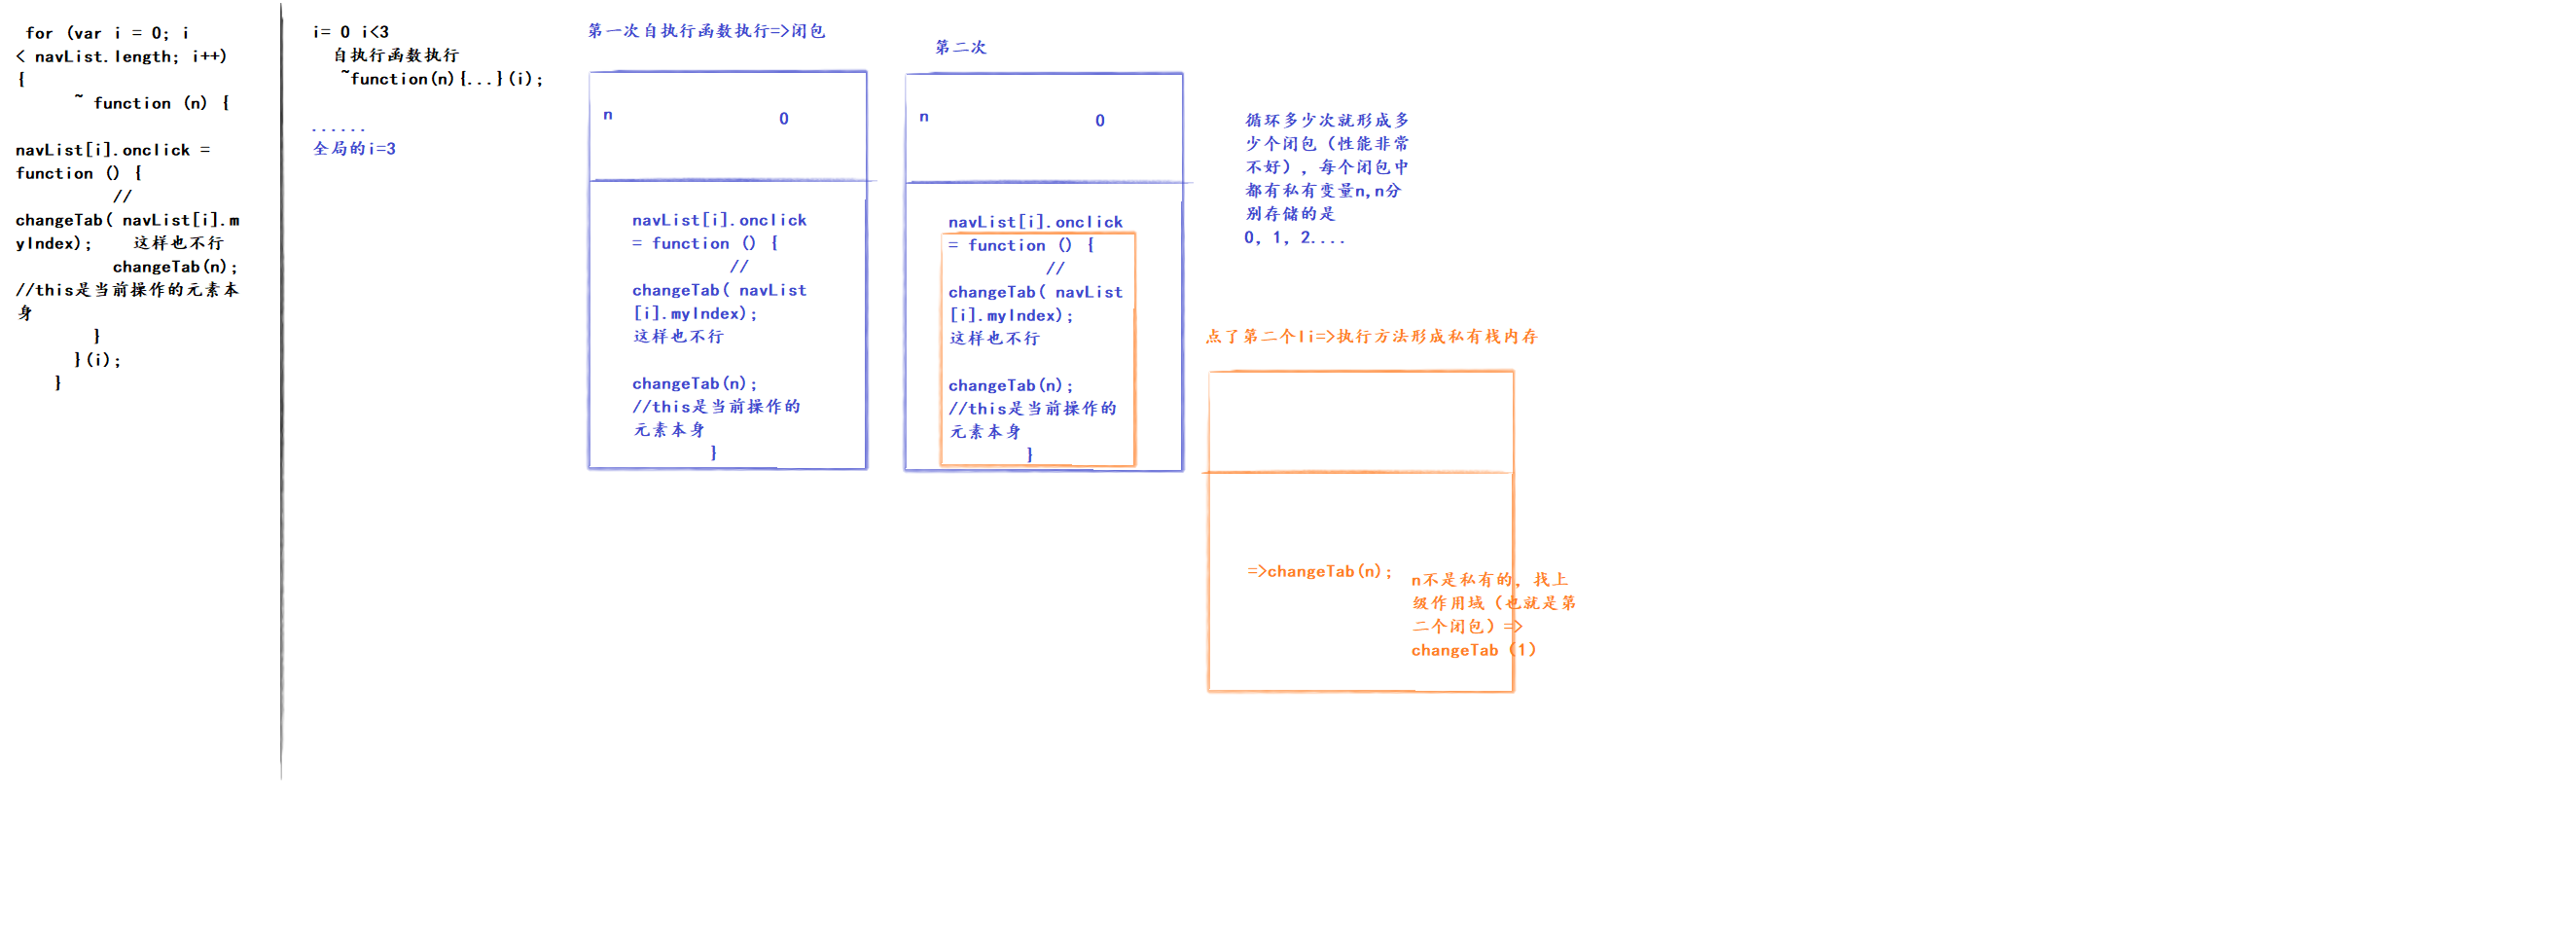 for (var i = 0; i
< navList.length; i++)
{
~ function (n) {
navList[i].onclick =
function () {
//
changeTab( navList[i].m
yIndex);    这样也不行
changeTab(n);
//this是当前操作的元素本
身
}
}(i);
}
i= 0 i<3
自执行函数执行
~function(n){...}(i);
......
全局的i=3
第一次自执行函数执行=>闭包
n 0
navList[i].onclick
= function () {
//
changeTab( navList
[i].myIndex);
这样也不行
changeTab(n);
//this是当前操作的
元素本身
}
第二次
n 0
navList[i].onclick
= function () {
//
changeTab( navList
[i].myIndex);
这样也不行
changeTab(n);
//this是当前操作的
元素本身
}
循环多少次就形成多
少个闭包（性能非常
不好），每个闭包中
都有私有变量n,n分
别存储的是
0, 1, 2....
点了第二个li=>执行方法形成私有栈内存
=>changeTab(n);
n不是私有的，找上
级作用域（也就是第
二个闭包）=>
changeTab（1）